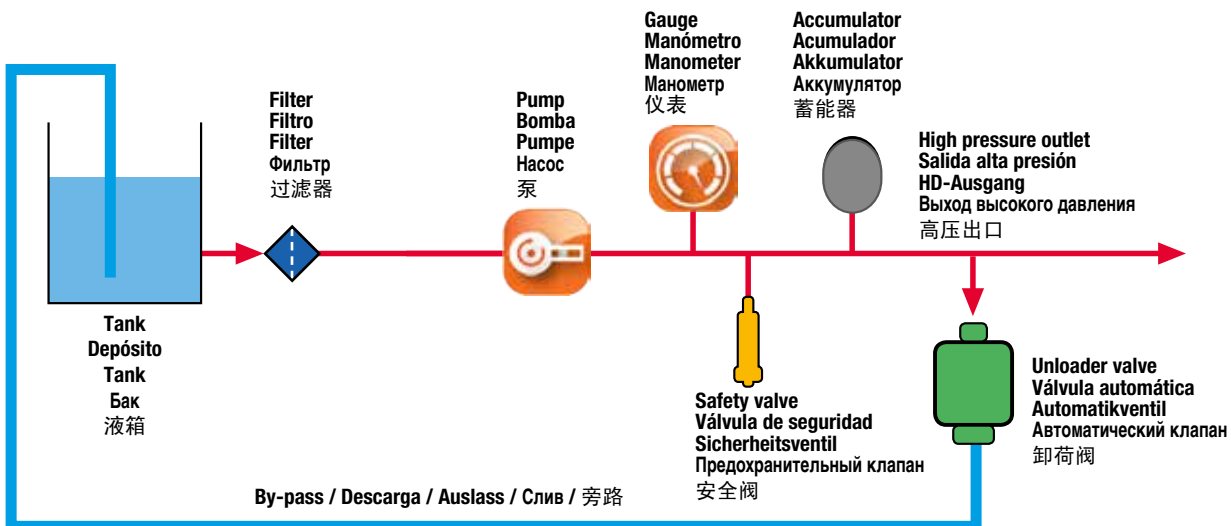 Gauge
Manómetro
Manometer
Манометр
仪表
Accumulator
Acumulador
Akkumulator
Аккумулятор
蓄能器
Filter
Filtro
Filter
Фильтр
过滤器
Pump
Bomba
Pumpe
Насос
泵
High pressure outlet
Salida alta presión
HD-Ausgang
Выход высокого давления
高压出口
Tank
Depósito
Tank
Бак
液箱
Safety valve
Válvula de seguridad
Sicherheitsventil
Предохранительный клапан
安全阀
Unloader valve
Válvula automática
Automatikventil
Автоматический клапан
卸荷阀
By-pass / Descarga / Auslass / Слив / 旁路